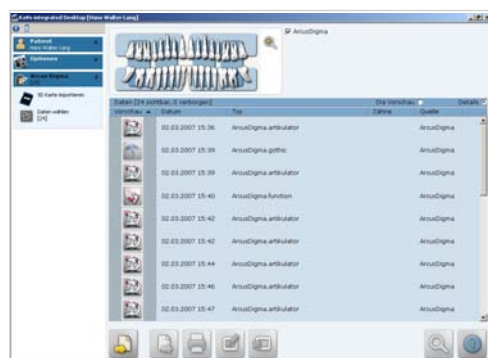 KaVo integrated Desktop [Hans Walter Lang]
Patient
Hans Walter Lang
Optionen
Arcus Digma
[24]
SD Karte importieren
Daten wählen
[24]
ArcusDigma
Daten [24 sichtbar, 0 verborgen]
Die Vorschau
Details
Vorschau Datum Typ Zähne Quelle
02.03.2007 15:36 ArcusDigma.artikulator ArcusDigma
02.03.2007 15:39 ArcusDigma.gothic ArcusDigma
02.03.2007 15:39 ArcusDigma.artikulator ArcusDigma
02.03.2007 15:40 ArcusDigma.function ArcusDigma
02.03.2007 15:42 ArcusDigma.artikulator ArcusDigma
02.03.2007 15:42 ArcusDigma.artikulator ArcusDigma
02.03.2007 15:44 ArcusDigma.artikulator ArcusDigma
02.03.2007 15:46 ArcusDigma.artikulator ArcusDigma
02.03.2007 15:47 ArcusDigma.artikulator ArcusDigma